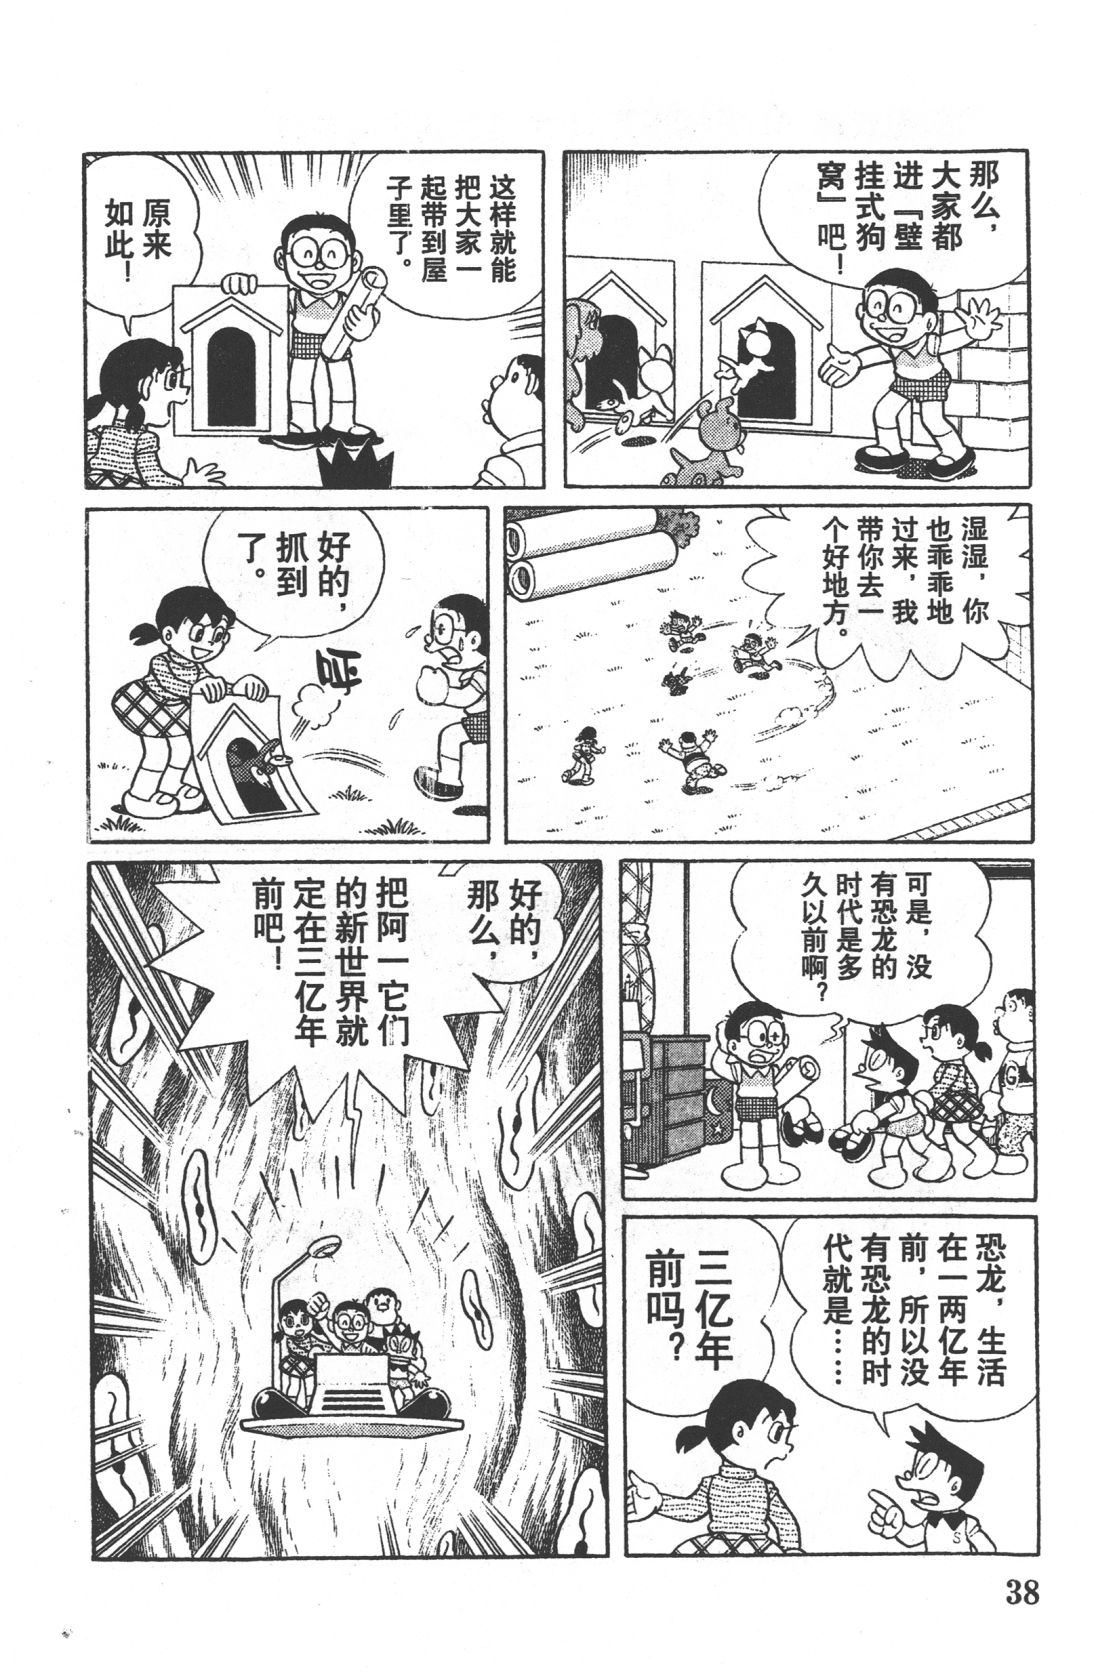 那么，
大家都
进『壁
挂式狗
窝』吧！
这样就能
把大家一
起带到屋
子里了。
原来
如此！
湿湿，你
也乖乖地
过来，我
带你去一
个好地方。
好的，
抓到
了。
呼
可是，没
有恐龙的
时代是多
久以前啊？
G
恐龙，生活
在一两亿年
前，所以没
有恐龙的时
代就是……
三亿年
前吗？
S
好的，
那么，
把阿一它们
的新世界就
定在三亿年
前吧！
38